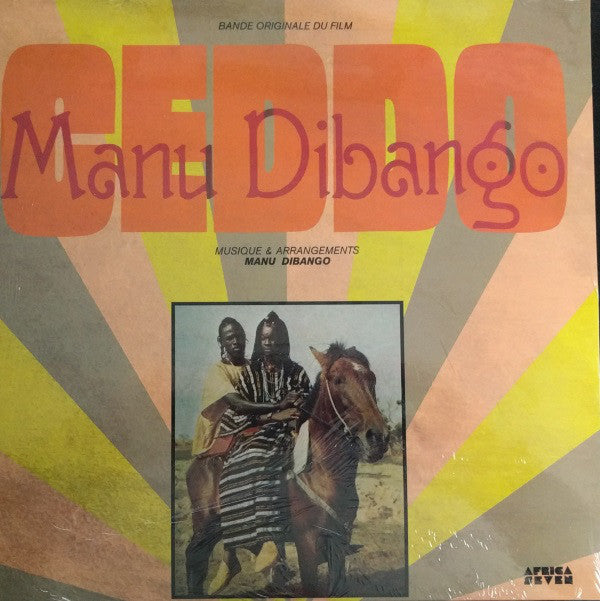 BANDE ORIGINALE DU FILM
CEDDO
Manu Dibango
MUSIQUE & ARRANGEMENTS
MANU DIBANGO
AFRICA
SEVEN